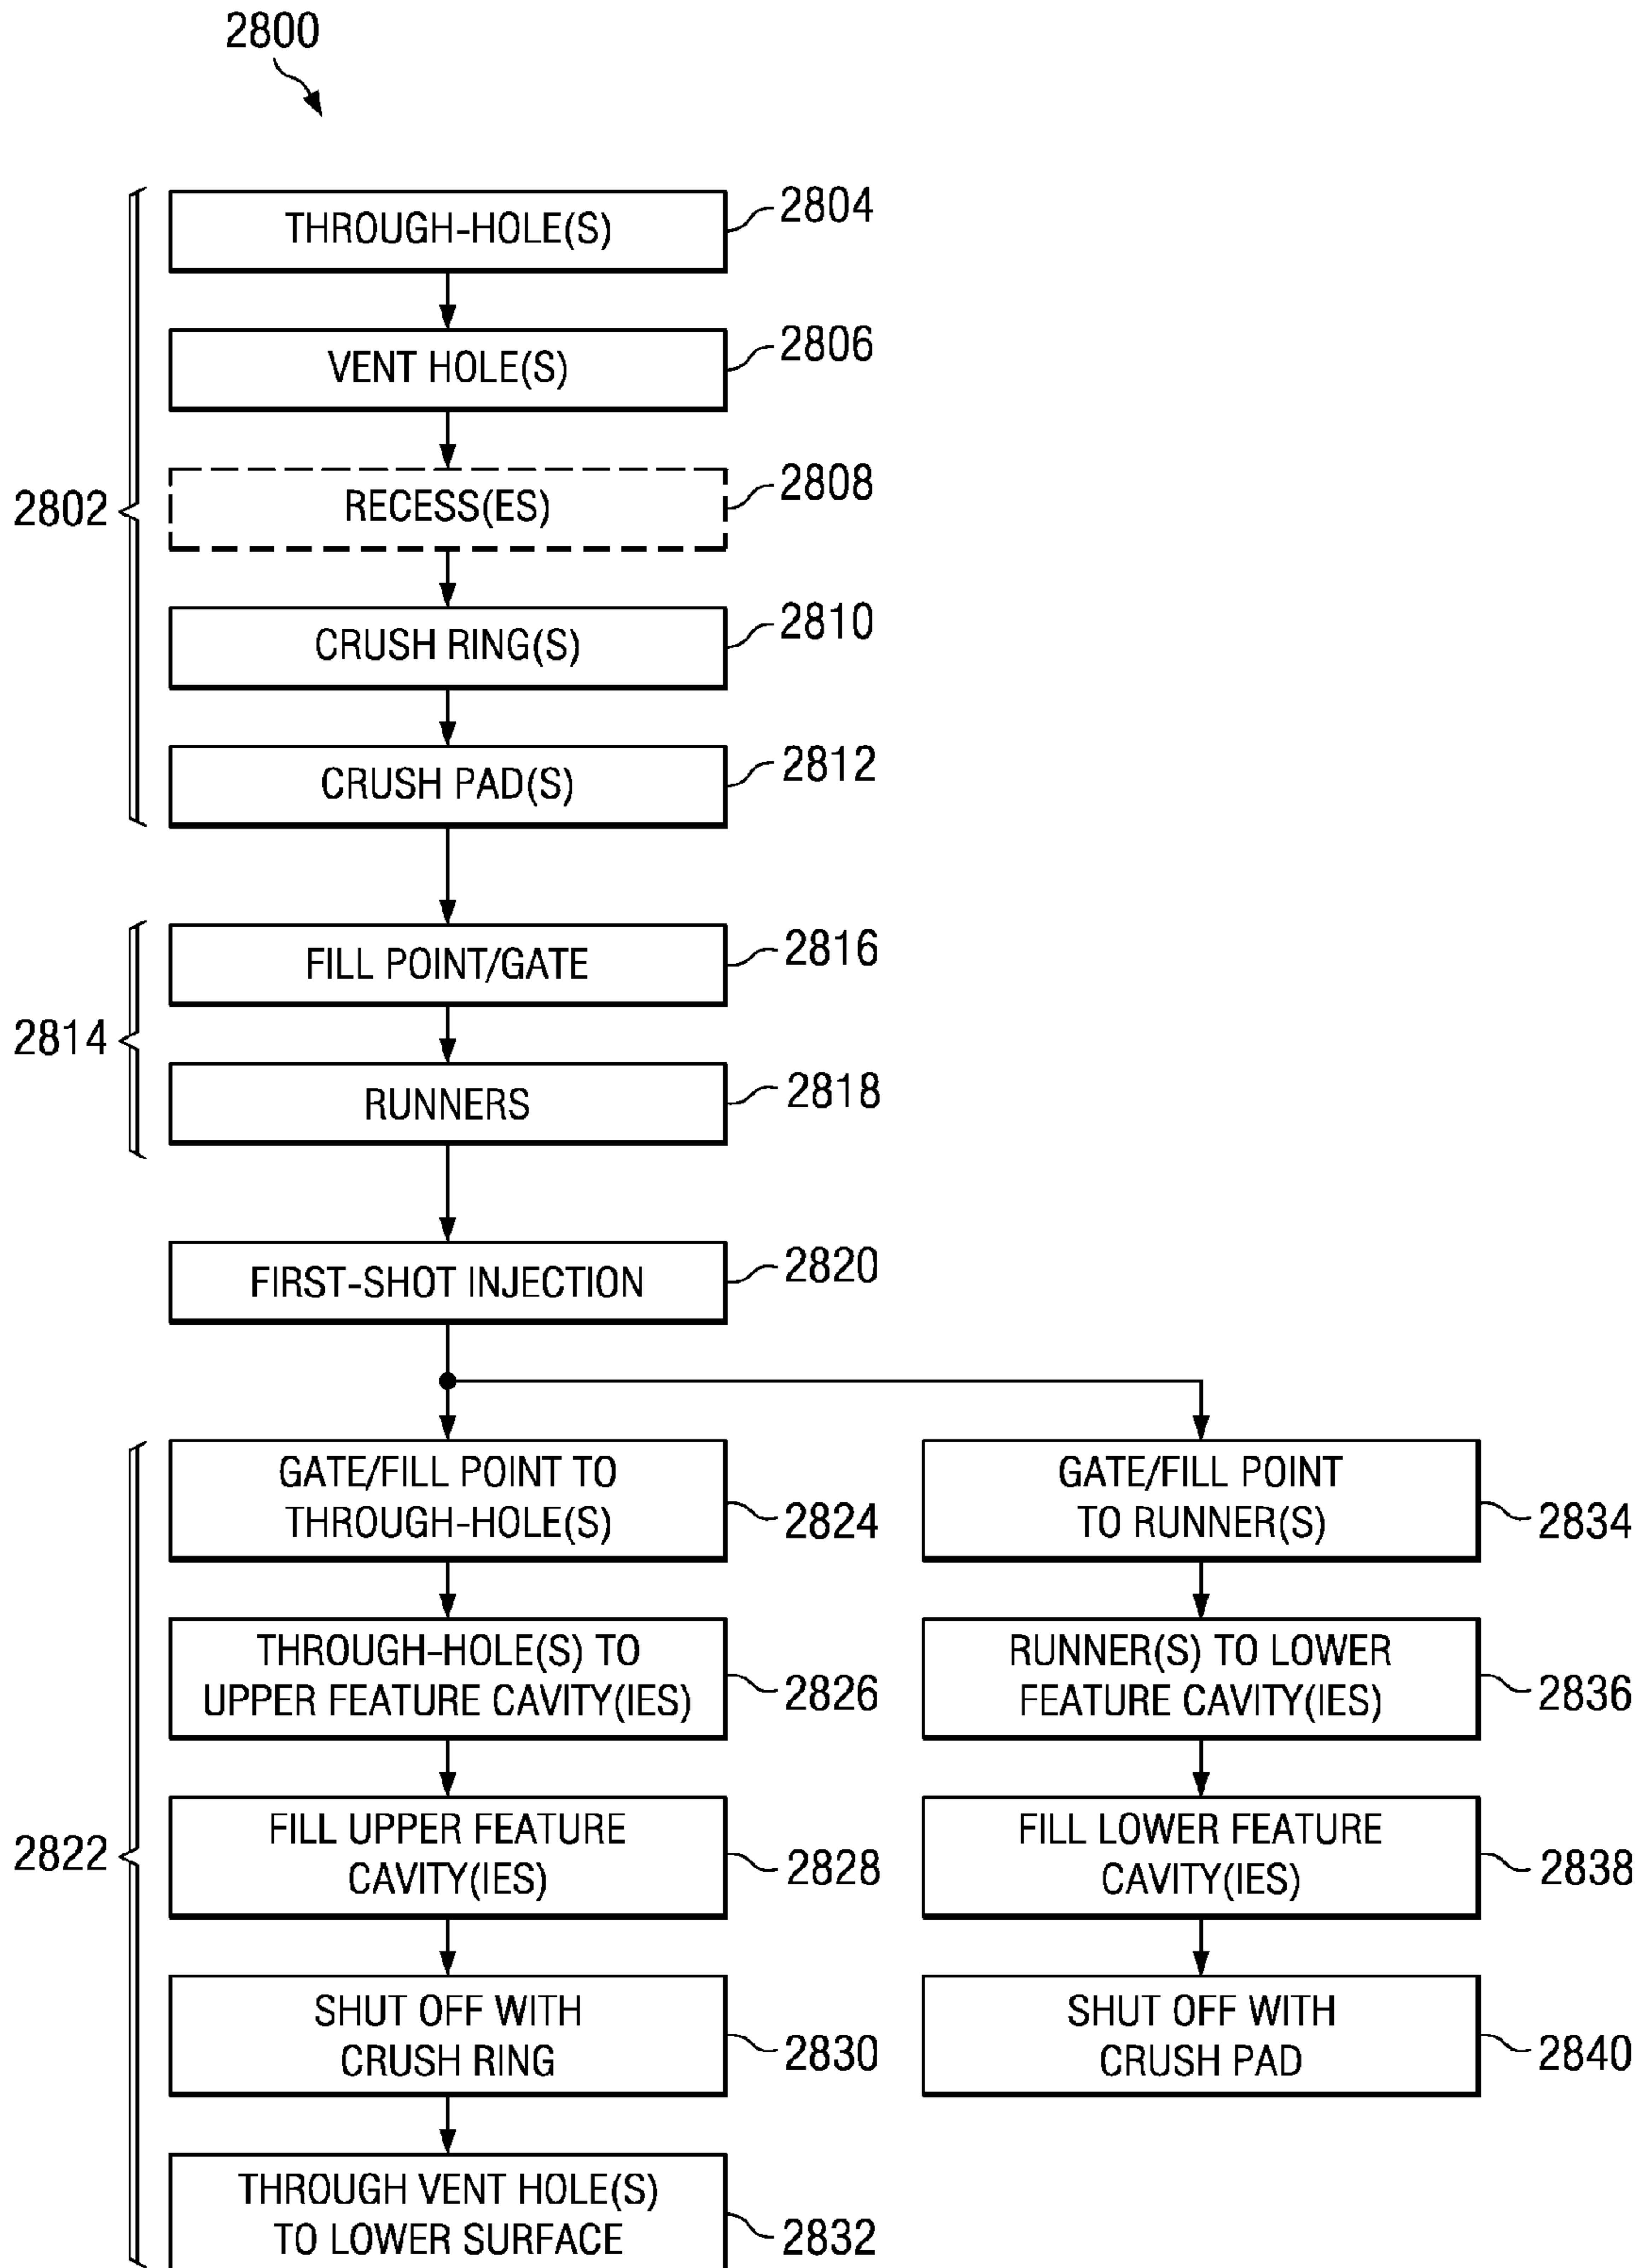 2800
THROUGH-HOLE(S)
2804
VENT HOLE(S)
2806
RECESS(ES)
2808
2802
CRUSH RING(S)
2810
CRUSH PAD(S)
2812
FILL POINT/GATE
2816
2814
RUNNERS
2818
FIRST-SHOT INJECTION
2820
GATE/FILL POINT TO
THROUGH-HOLE(S)
2824
GATE/FILL POINT
TO RUNNER(S)
2834
THROUGH-HOLE(S) TO
UPPER FEATURE CAVITY(IES)
2826
RUNNER(S) TO LOWER
FEATURE CAVITY(IES)
2836
2822
FILL UPPER FEATURE
CAVITY(IES)
2828
FILL LOWER FEATURE
CAVITY(IES)
2838
SHUT OFF WITH
CRUSH RING
2830
SHUT OFF WITH
CRUSH PAD
2840
THROUGH VENT HOLE(S)
TO LOWER SURFACE
2832